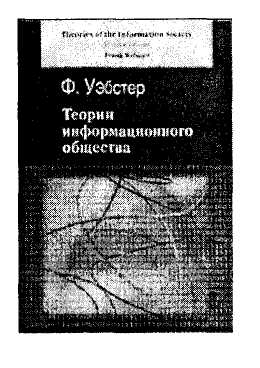 Theories of the Information Society
Frank Webster
Ф. Уэбстер
Теории
информационного
общества